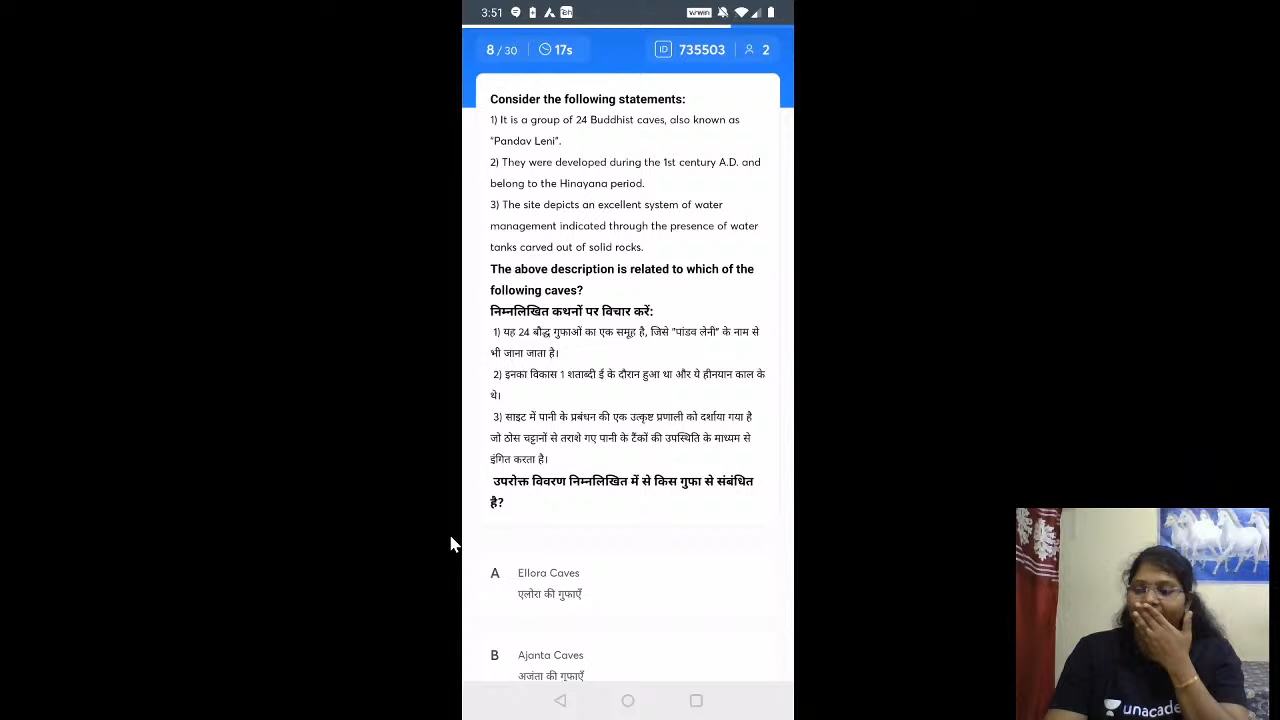 3:51
8 / 30
17s
ID 735503
2
Consider the following statements:
1) It is a group of 24 Buddhist caves, also known as
"Pandav Leni".
2) They were developed during the 1st century A.D. and
belong to the Hinayana period.
3) The site depicts an excellent system of water
management indicated through the presence of water
tanks carved out of solid rocks.
The above description is related to which of the
following caves?
निम्नलिखित कथनों पर विचार करें:
1) यह 24 बौद्ध गुफाओं का एक समूह है, जिसे "पांडव लेनी" के नाम से
भी जाना जाता है।
2) इनका विकास 1 शताब्दी ई के दौरान हुआ था और ये हीनयान काल के
थे।
3) साइट में पानी के प्रबंधन की एक उत्कृष्ट प्रणाली को दर्शाया गया है
जो ठोस चट्टानों से तराशे गए पानी के टैंकों की उपस्थिति के माध्यम से
इंगित करता है।
उपरोक्त विवरण निम्नलिखित में से किस गुफा से संबंधित
है?
A Ellora Caves
एलोरा की गुफाएँ
B Ajanta Caves
अजंता की गुफाएँ